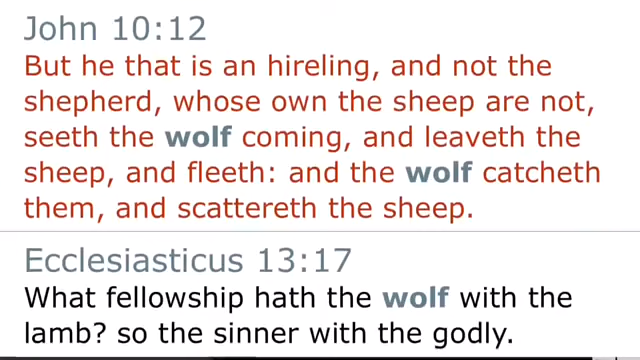 John 10:12
But he that is an hireling, and not the
shepherd, whose own the sheep are not,
seeth the wolf coming, and leaveth the
sheep, and fleeth: and the wolf catcheth
them, and scattereth the sheep.
Ecclesiasticus 13:17
What fellowship hath the wolf with the
lamb? so the sinner with the godly.